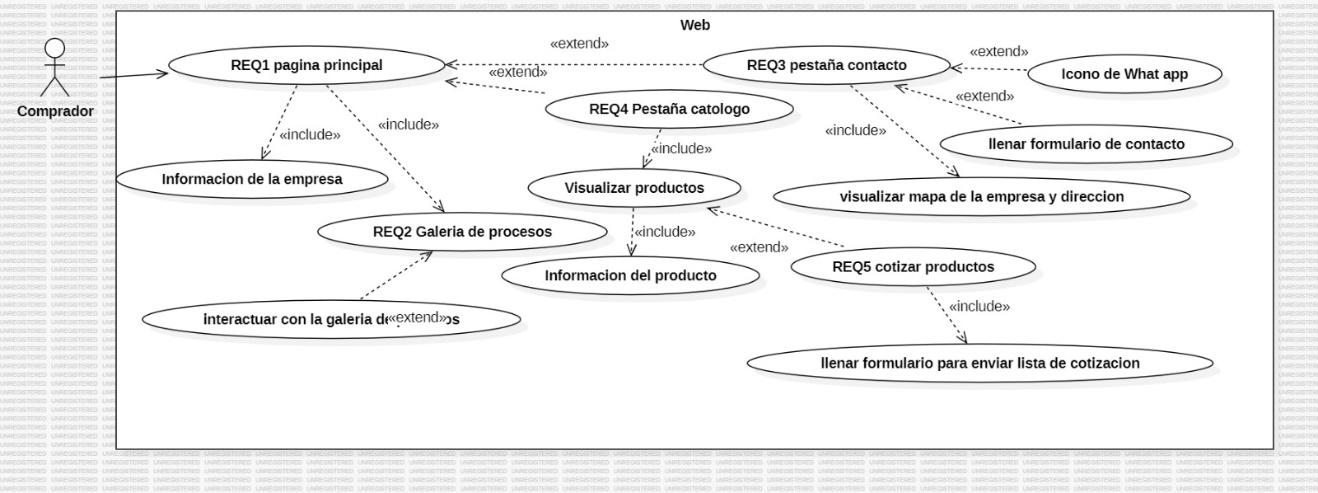 Web
Comprador
REQ1 pagina principal
«extend»
REQ3 pestaña contacto
«extend»
Icono de What app
«extend»
REQ4 Pestaña catologo
«extend»
«include»
«include»
«include»
llenar formulario de contacto
«include»
Informacion de la empresa
Visualizar productos
visualizar mapa de la empresa y direccion
REQ2 Galeria de procesos
«include»
«extend»
REQ5 cotizar productos
Informacion del producto
«include»
interactuar con la galeria
«extend»
llenar formulario para enviar lista de cotizacion
UNREGISTERED